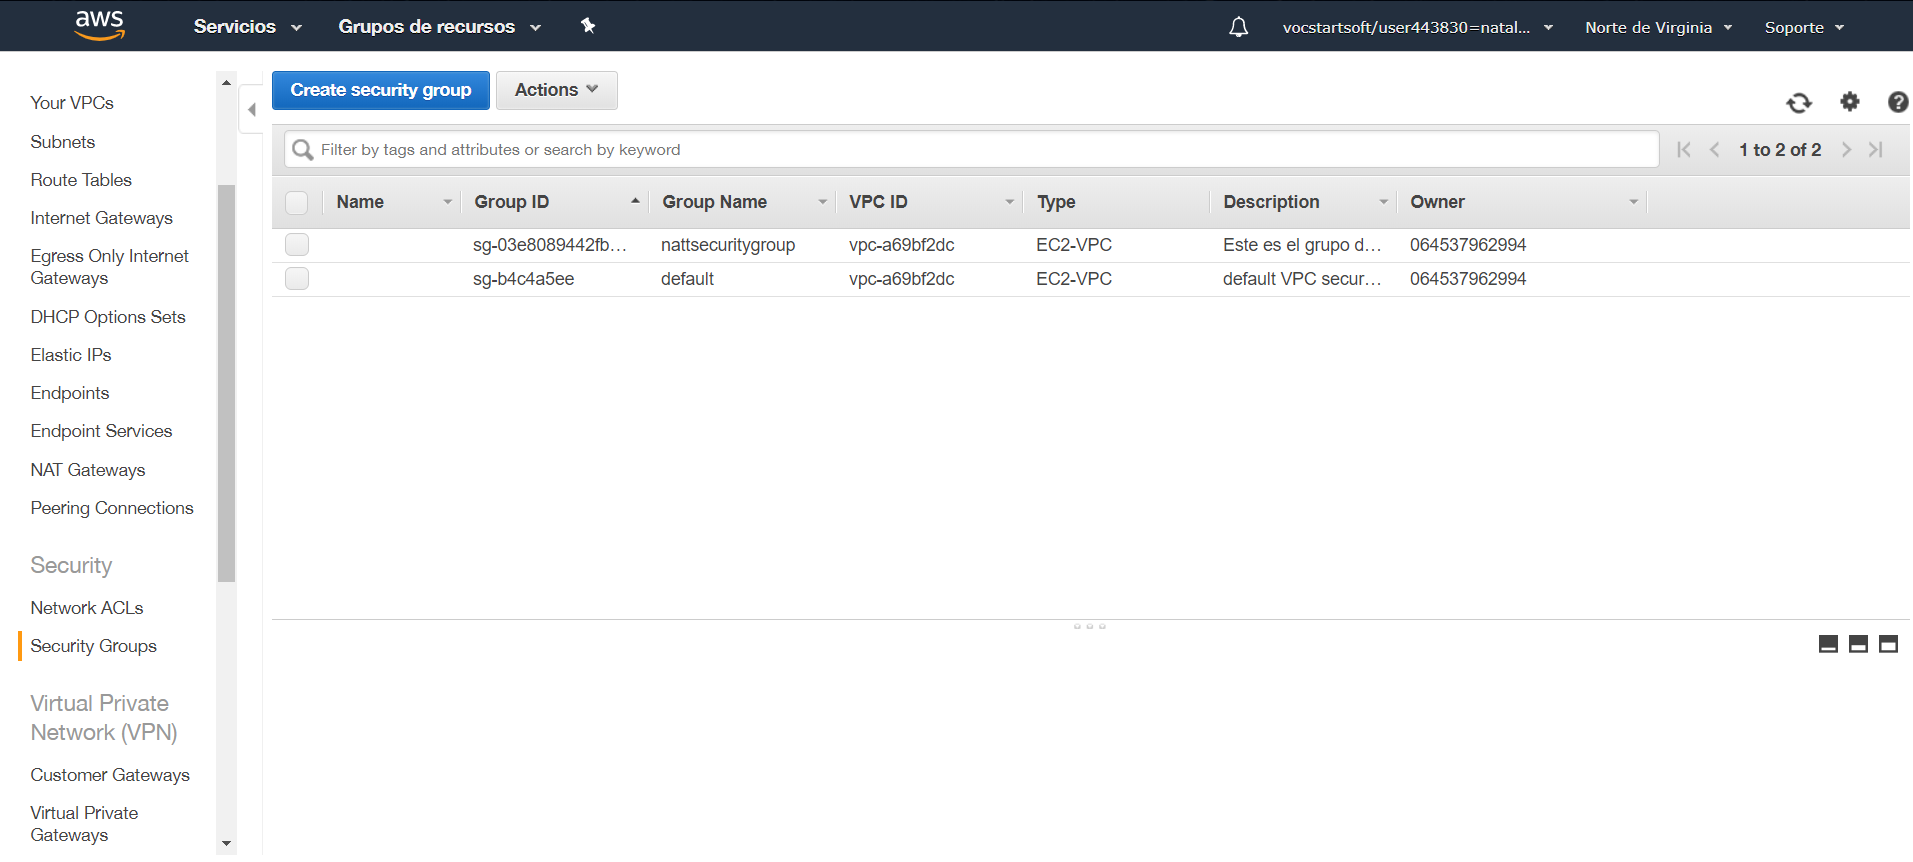 aws Servicios Grupos de recursos vocstartsoft/user443830=natal... Norte de Virginia Soporte
Your VPCs
Subnets
Route Tables
Internet Gateways
Egress Only Internet
Gateways
DHCP Options Sets
Elastic IPs
Endpoints
Endpoint Services
NAT Gateways
Peering Connections
Security
Network ACLs
Security Groups
Virtual Private
Network (VPN)
Customer Gateways
Virtual Private
Gateways
Create security group Actions
Filter by tags and attributes or search by keyword 1 to 2 of 2
Name Group ID Group Name VPC ID Type Description Owner
sg-03e8089442fb... nattsecuritygroup vpc-a69bf2dc EC2-VPC Este es el grupo d... 064537962994
sg-b4c4a5ee default vpc-a69bf2dc EC2-VPC default VPC secur... 064537962994